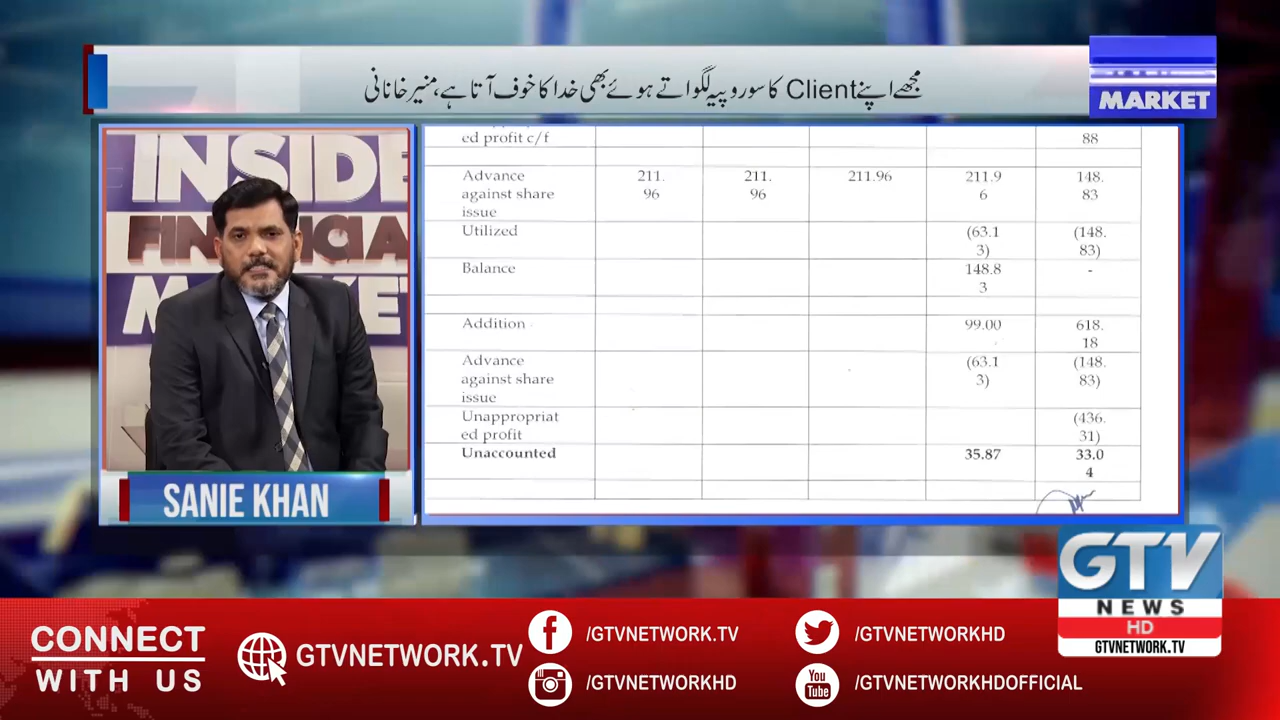 مجھے اپنے Client کا سو روپیہ لگواتے ہوئے بھی خدا کا خوف آتا ہے، منیر خانانی
MARKET
INSIDE
FINANCIAL
SANIE KHAN
ed profit c/f 88
Advance 211. 211. 211.96 211.9 148.
against share 96 96 6 83
issue
Utilized (63.1 (148.
3) 83)
Balance 148.8 -
3
Addition 99.00 618.
18
Advance (63.1 (148.
against share 3) 83)
issue
Unappropriat (436.
ed profit 31)
Unaccounted 35.87 33.0
4
GTV
NEWS
HD
GTVNETWORK.TV
CONNECT
WITH US
GTVNETWORK.TV
/GTVNETWORK.TV
/GTVNETWORKHD
/GTVNETWORKHD
You
Tube
/GTVNETWORKHDOFFICIAL